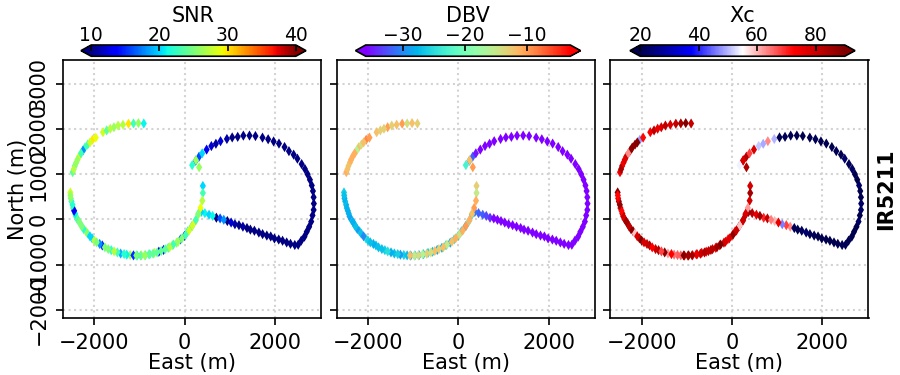 SNR DBV Xc
10 20 30 40 −30 −20 −10 20 40 60 80
North (m)
3000
2000
1000
0
−1000
−2000
IR5211
−2000 0 2000 −2000 0 2000 −2000 0 2000
East (m) East (m) East (m)